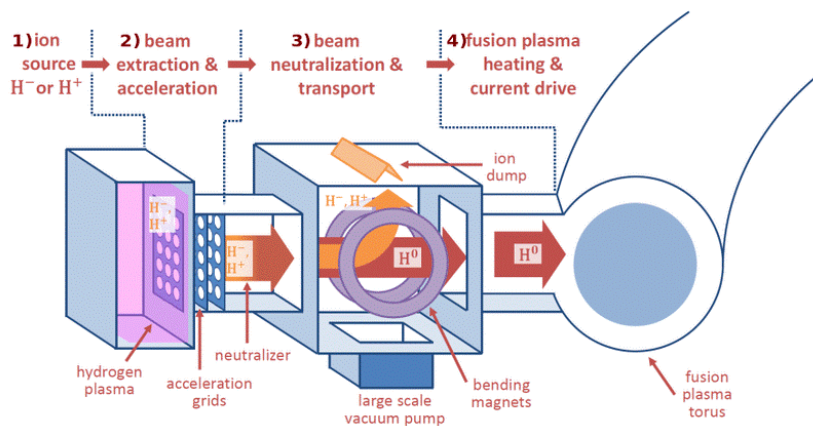 1) ion
source
H⁻ or H⁺
2) beam
extraction &
acceleration
3) beam
neutralization &
transport
4) fusion plasma
heating &
current drive
ion
dump
H⁻,
H⁺
H⁻,
H⁺
H⁻, H⁺
H⁰
H⁰
hydrogen
plasma
acceleration
grids
neutralizer
large scale
vacuum pump
bending
magnets
fusion
plasma
torus